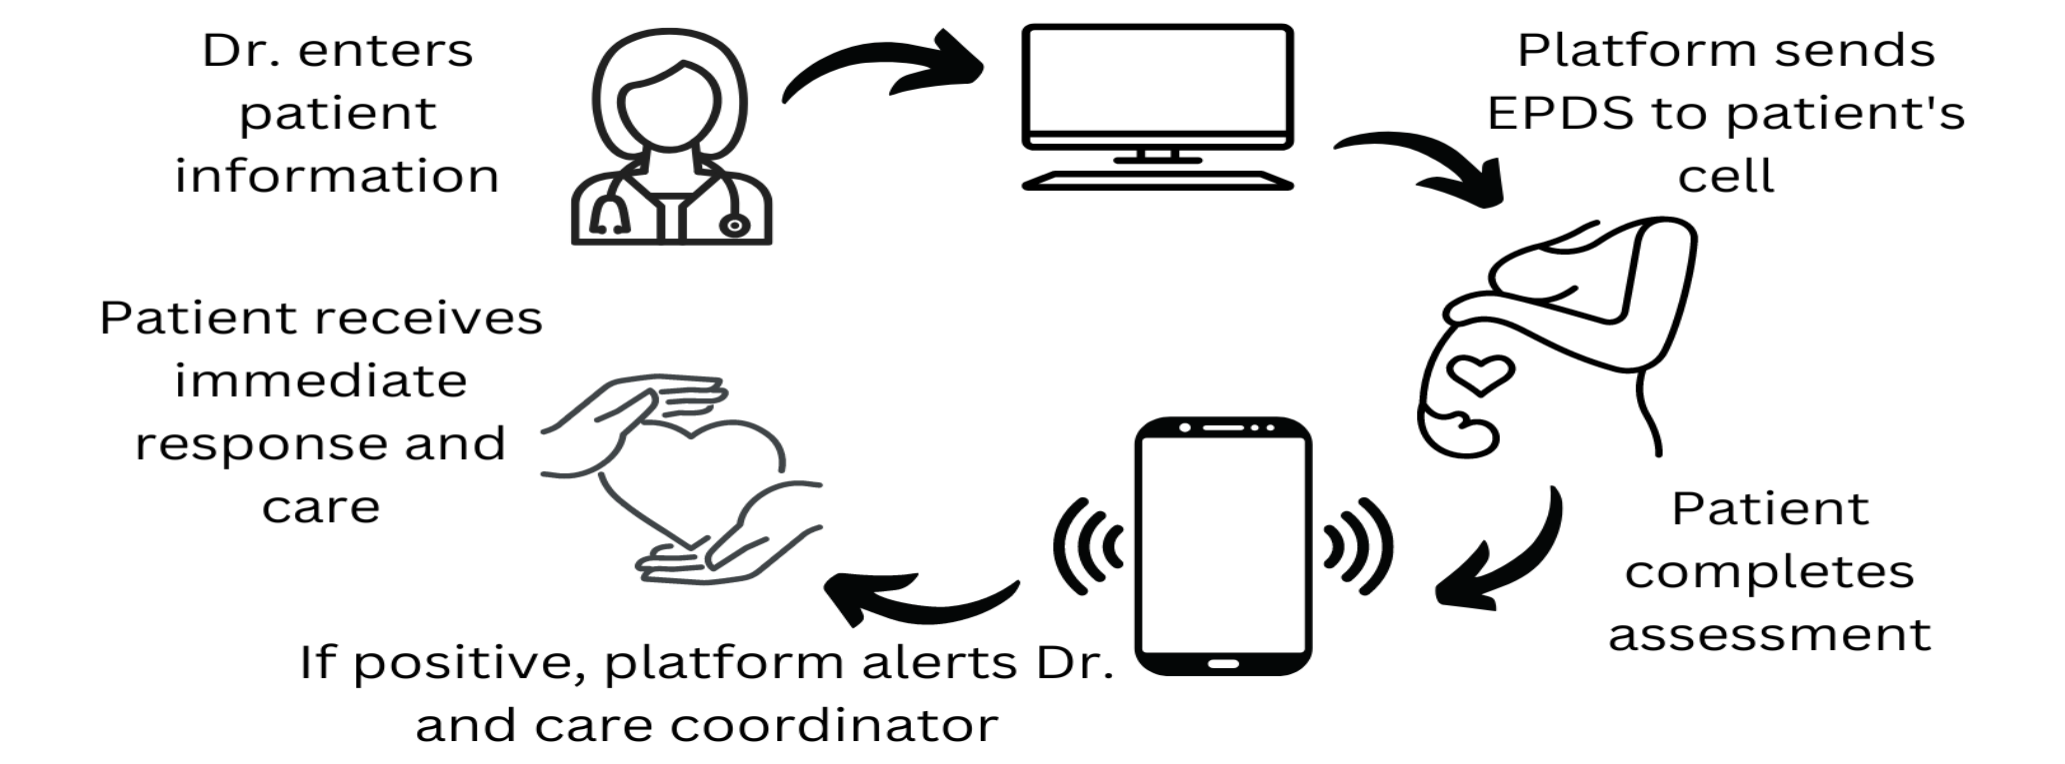 Dr. enters
patient
information
Platform sends
EPDS to patient's
cell
Patient
completes
assessment
If positive, platform alerts Dr.
and care coordinator
Patient receives
immediate
response and
care